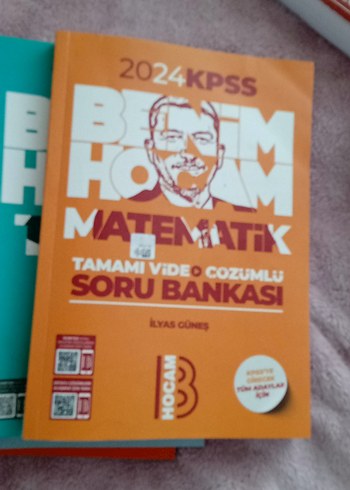 2024 KPSS
BENİM
HOCAM
MATEMATİK
TAMAMI VİDEO ÇÖZÜMLÜ
SORU BANKASI
İLYAS GÜNEŞ
HOCAM
B
TÜM ADAYLAR
İÇİN